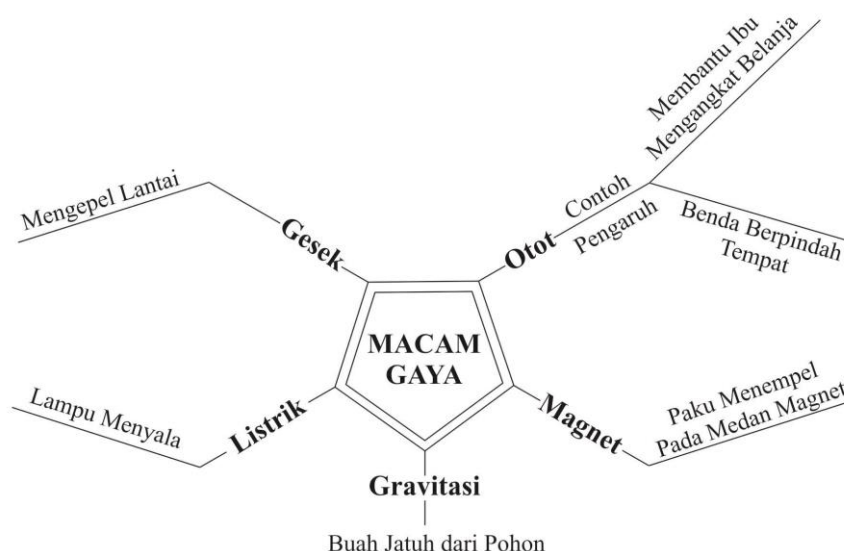 Membantu Ibu
Mengangkat Belanja
Contoh
Pengaruh
Benda Berpindah
Tempat
Otot
Mengepel Lantai
Gesek
MACAM
GAYA
Lampu Menyala
Listrik
Magnet
Paku Menempel
Pada Medan Magnet
Gravitasi
Buah Jatuh dari Pohon